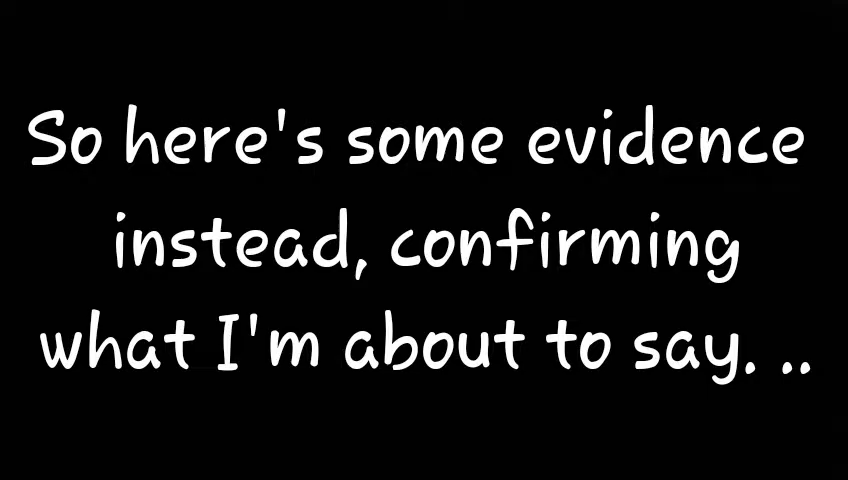 So here's some evidence
instead, confirming
what I'm about to say. ..